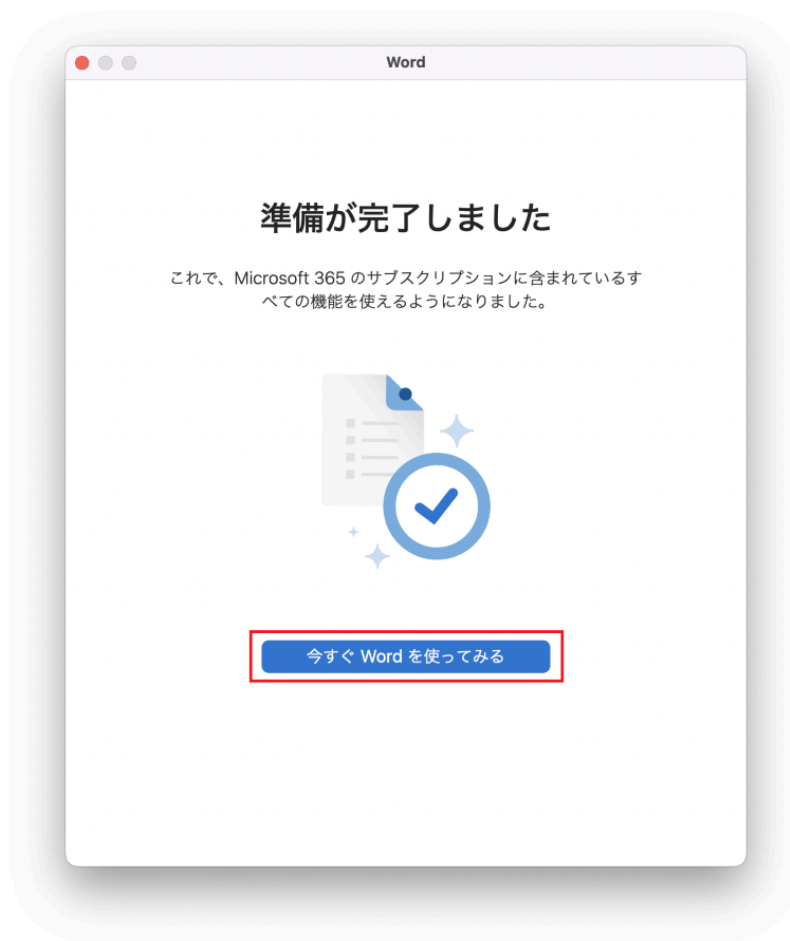 Word
準備が完了しました
これで、Microsoft 365 のサブスクリプションに含まれているす
べての機能を使えるようになりました。
今すぐ Word を使ってみる